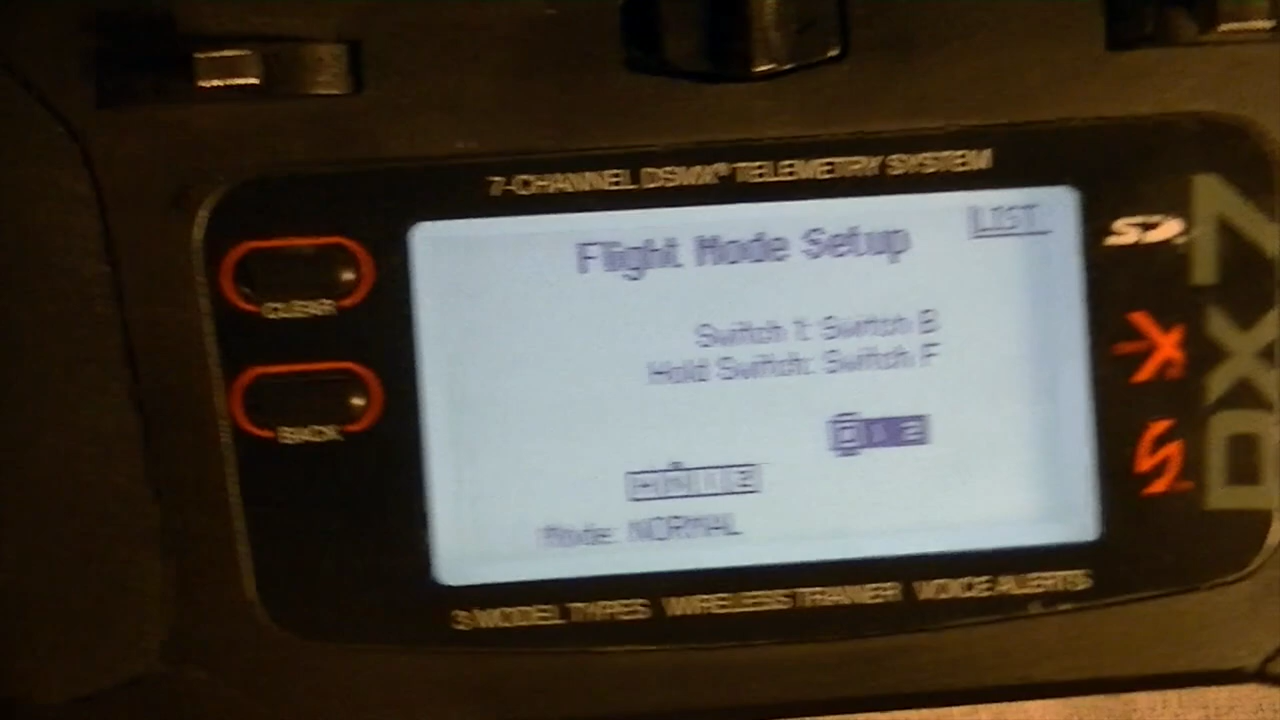 7-CHANNEL DSMX® TELEMETRY SYSTEM
LIST
Flight Mode Setup
Switch 1: Switch B
Hold Switch: Switch F
Mode: NORMAL
CLEAR
BACK
3 MODEL TYPES WIRELESS TRAINER VOICE ALERTS
DX7